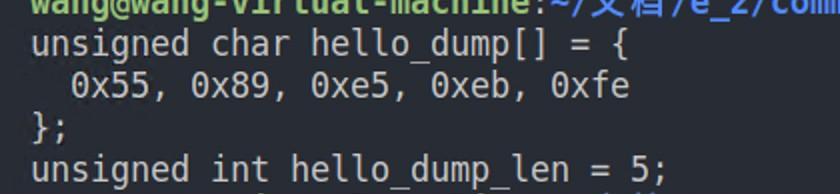 wang@wang-virtual-machine:~/文档/e_2/comm
unsigned char hello_dump[] = {
  0x55, 0x89, 0xe5, 0xeb, 0xfe
};
unsigned int hello_dump_len = 5;